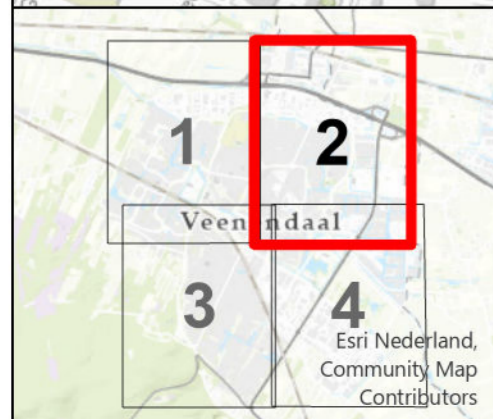 1
2
Veenendaal
3
4
Esri Nederland,
Community Map
Contributors